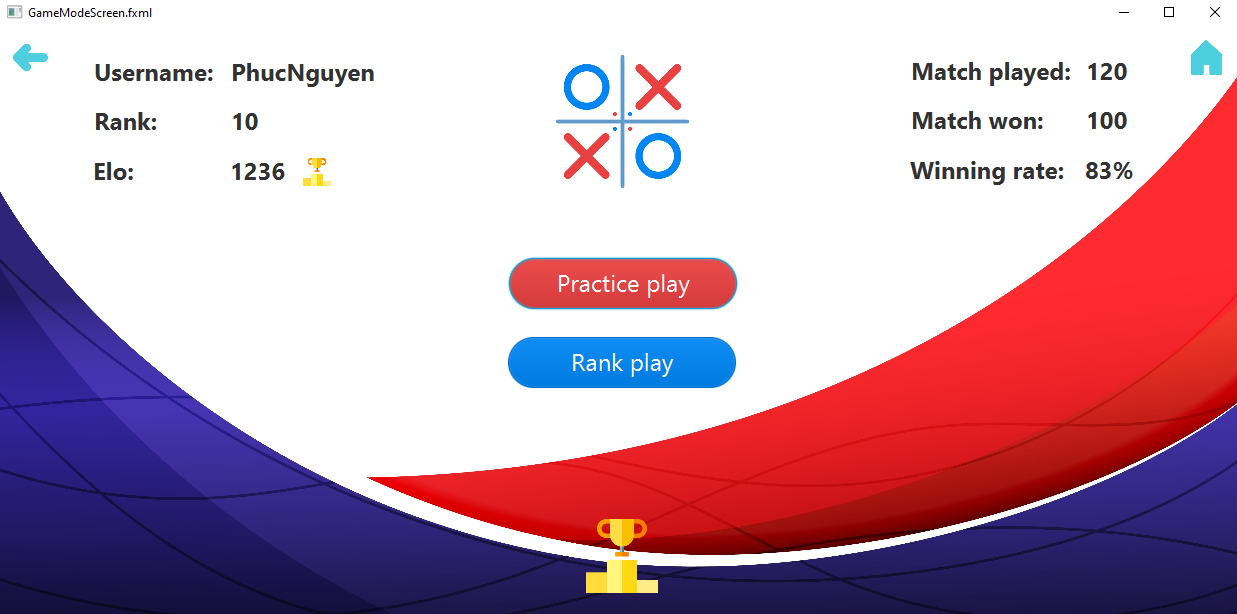 GameModeScreen.fxml
Username: PhucNguyen
Rank: 10
Elo: 1236
Match played: 120
Match won: 100
Winning rate: 83%
Practice play
Rank play